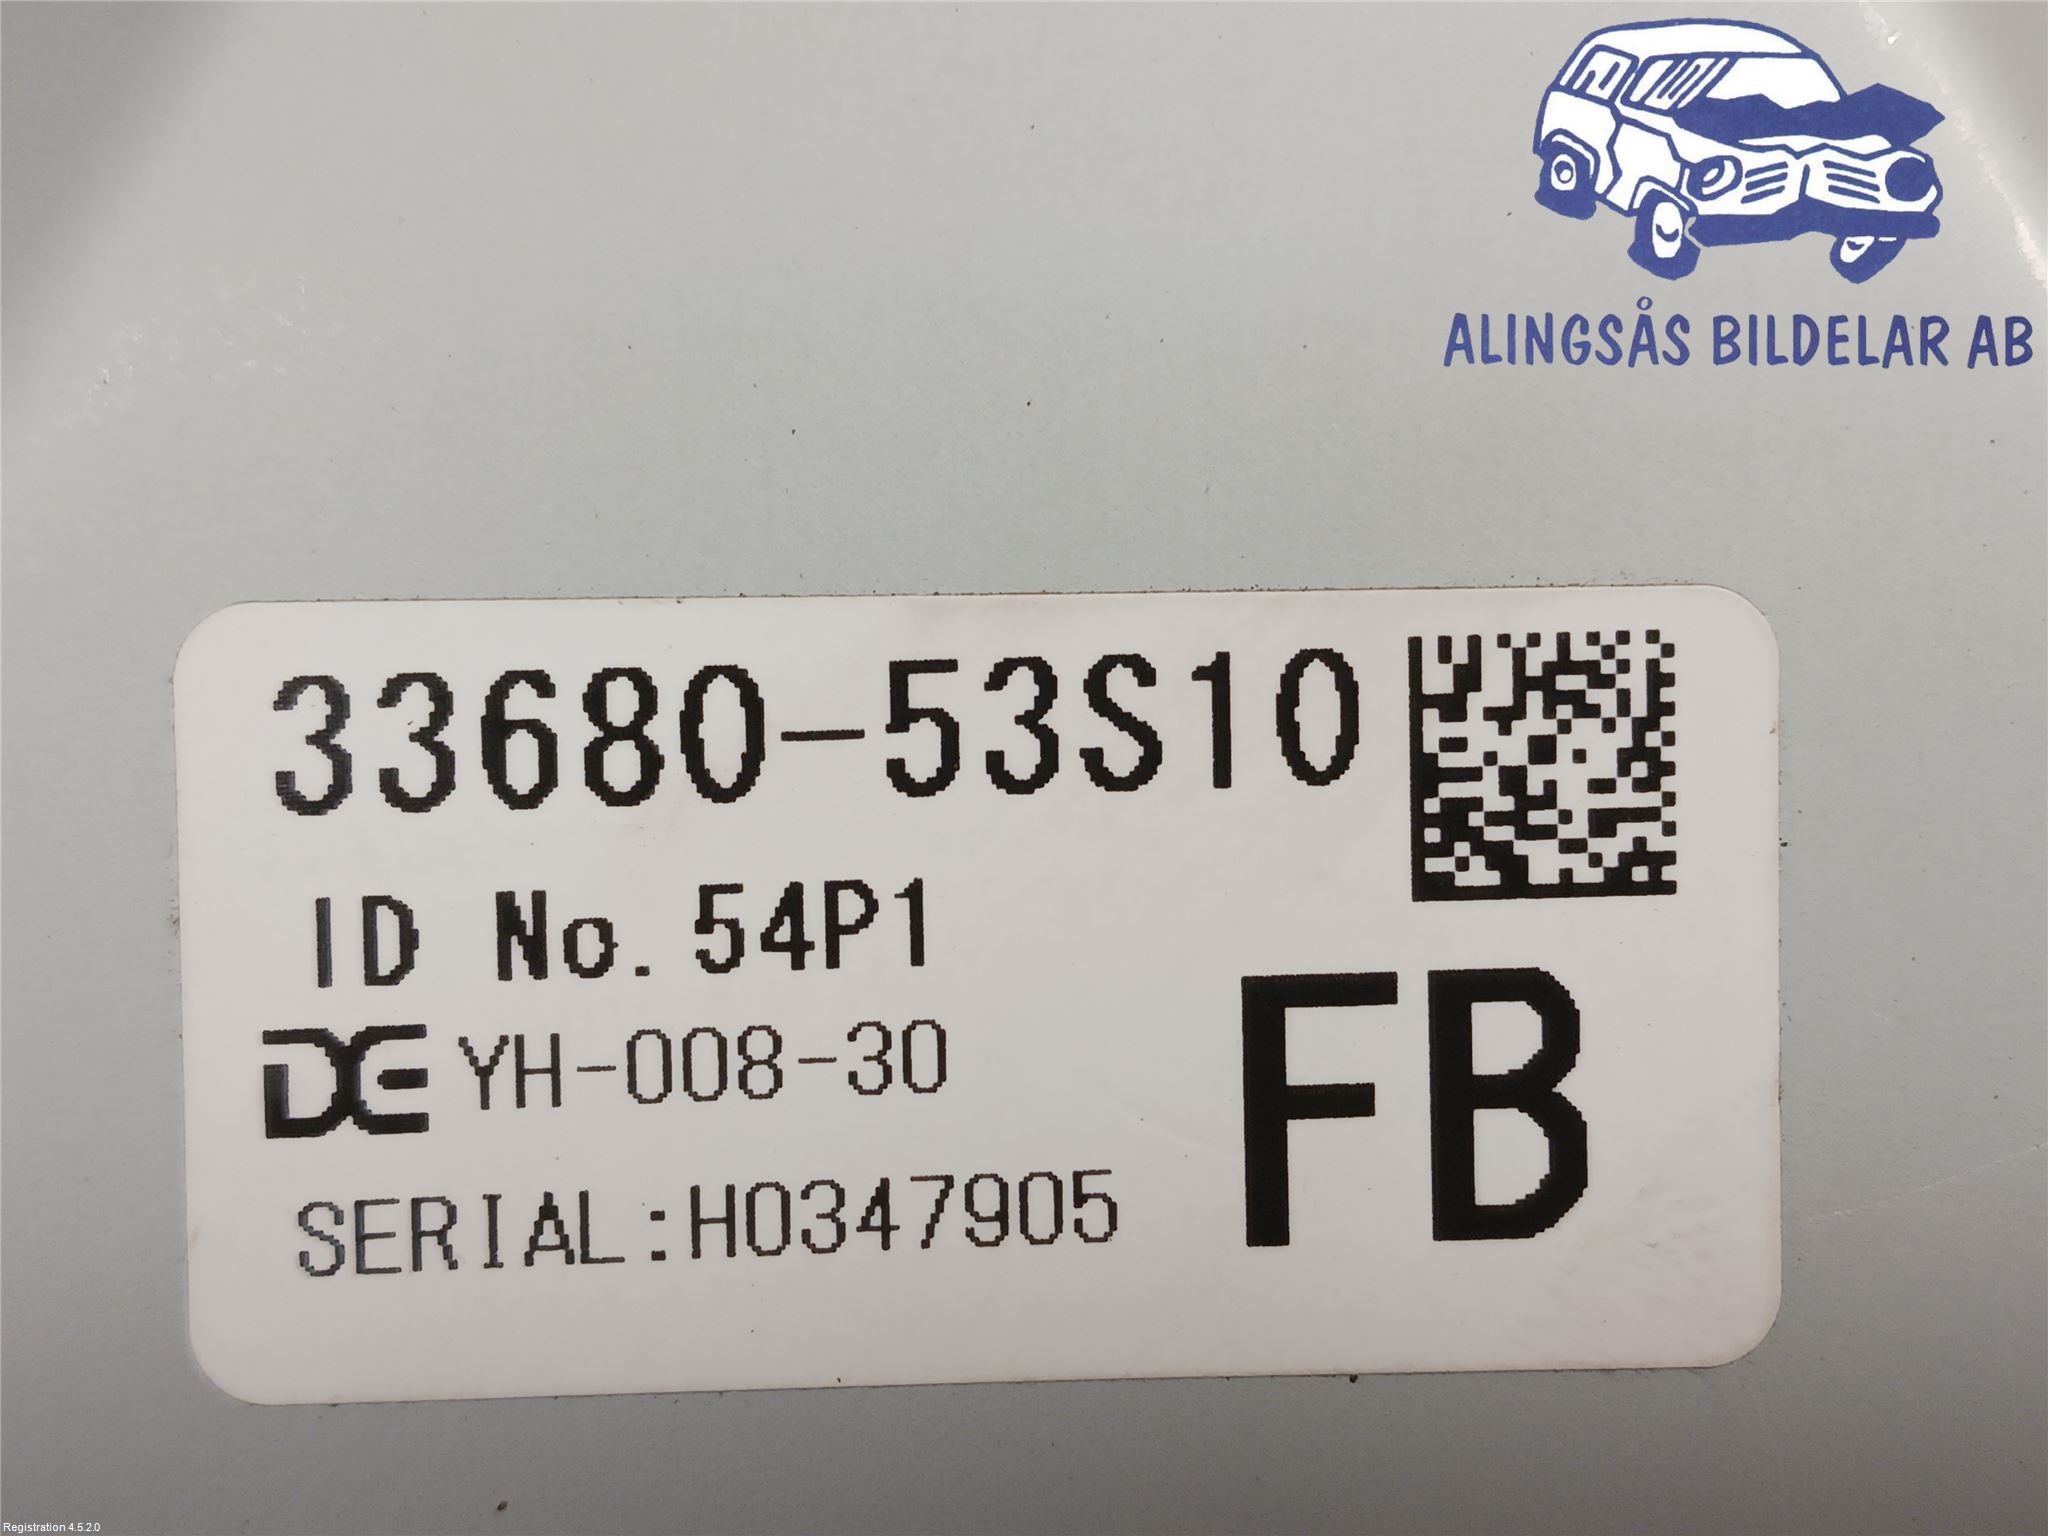 ALINGSÅS BILDELAR AB
33680-53S10
ID No. 54P1
DE YH-008-30
FB
SERIAL:H0347905
Registration 4.5.2.0